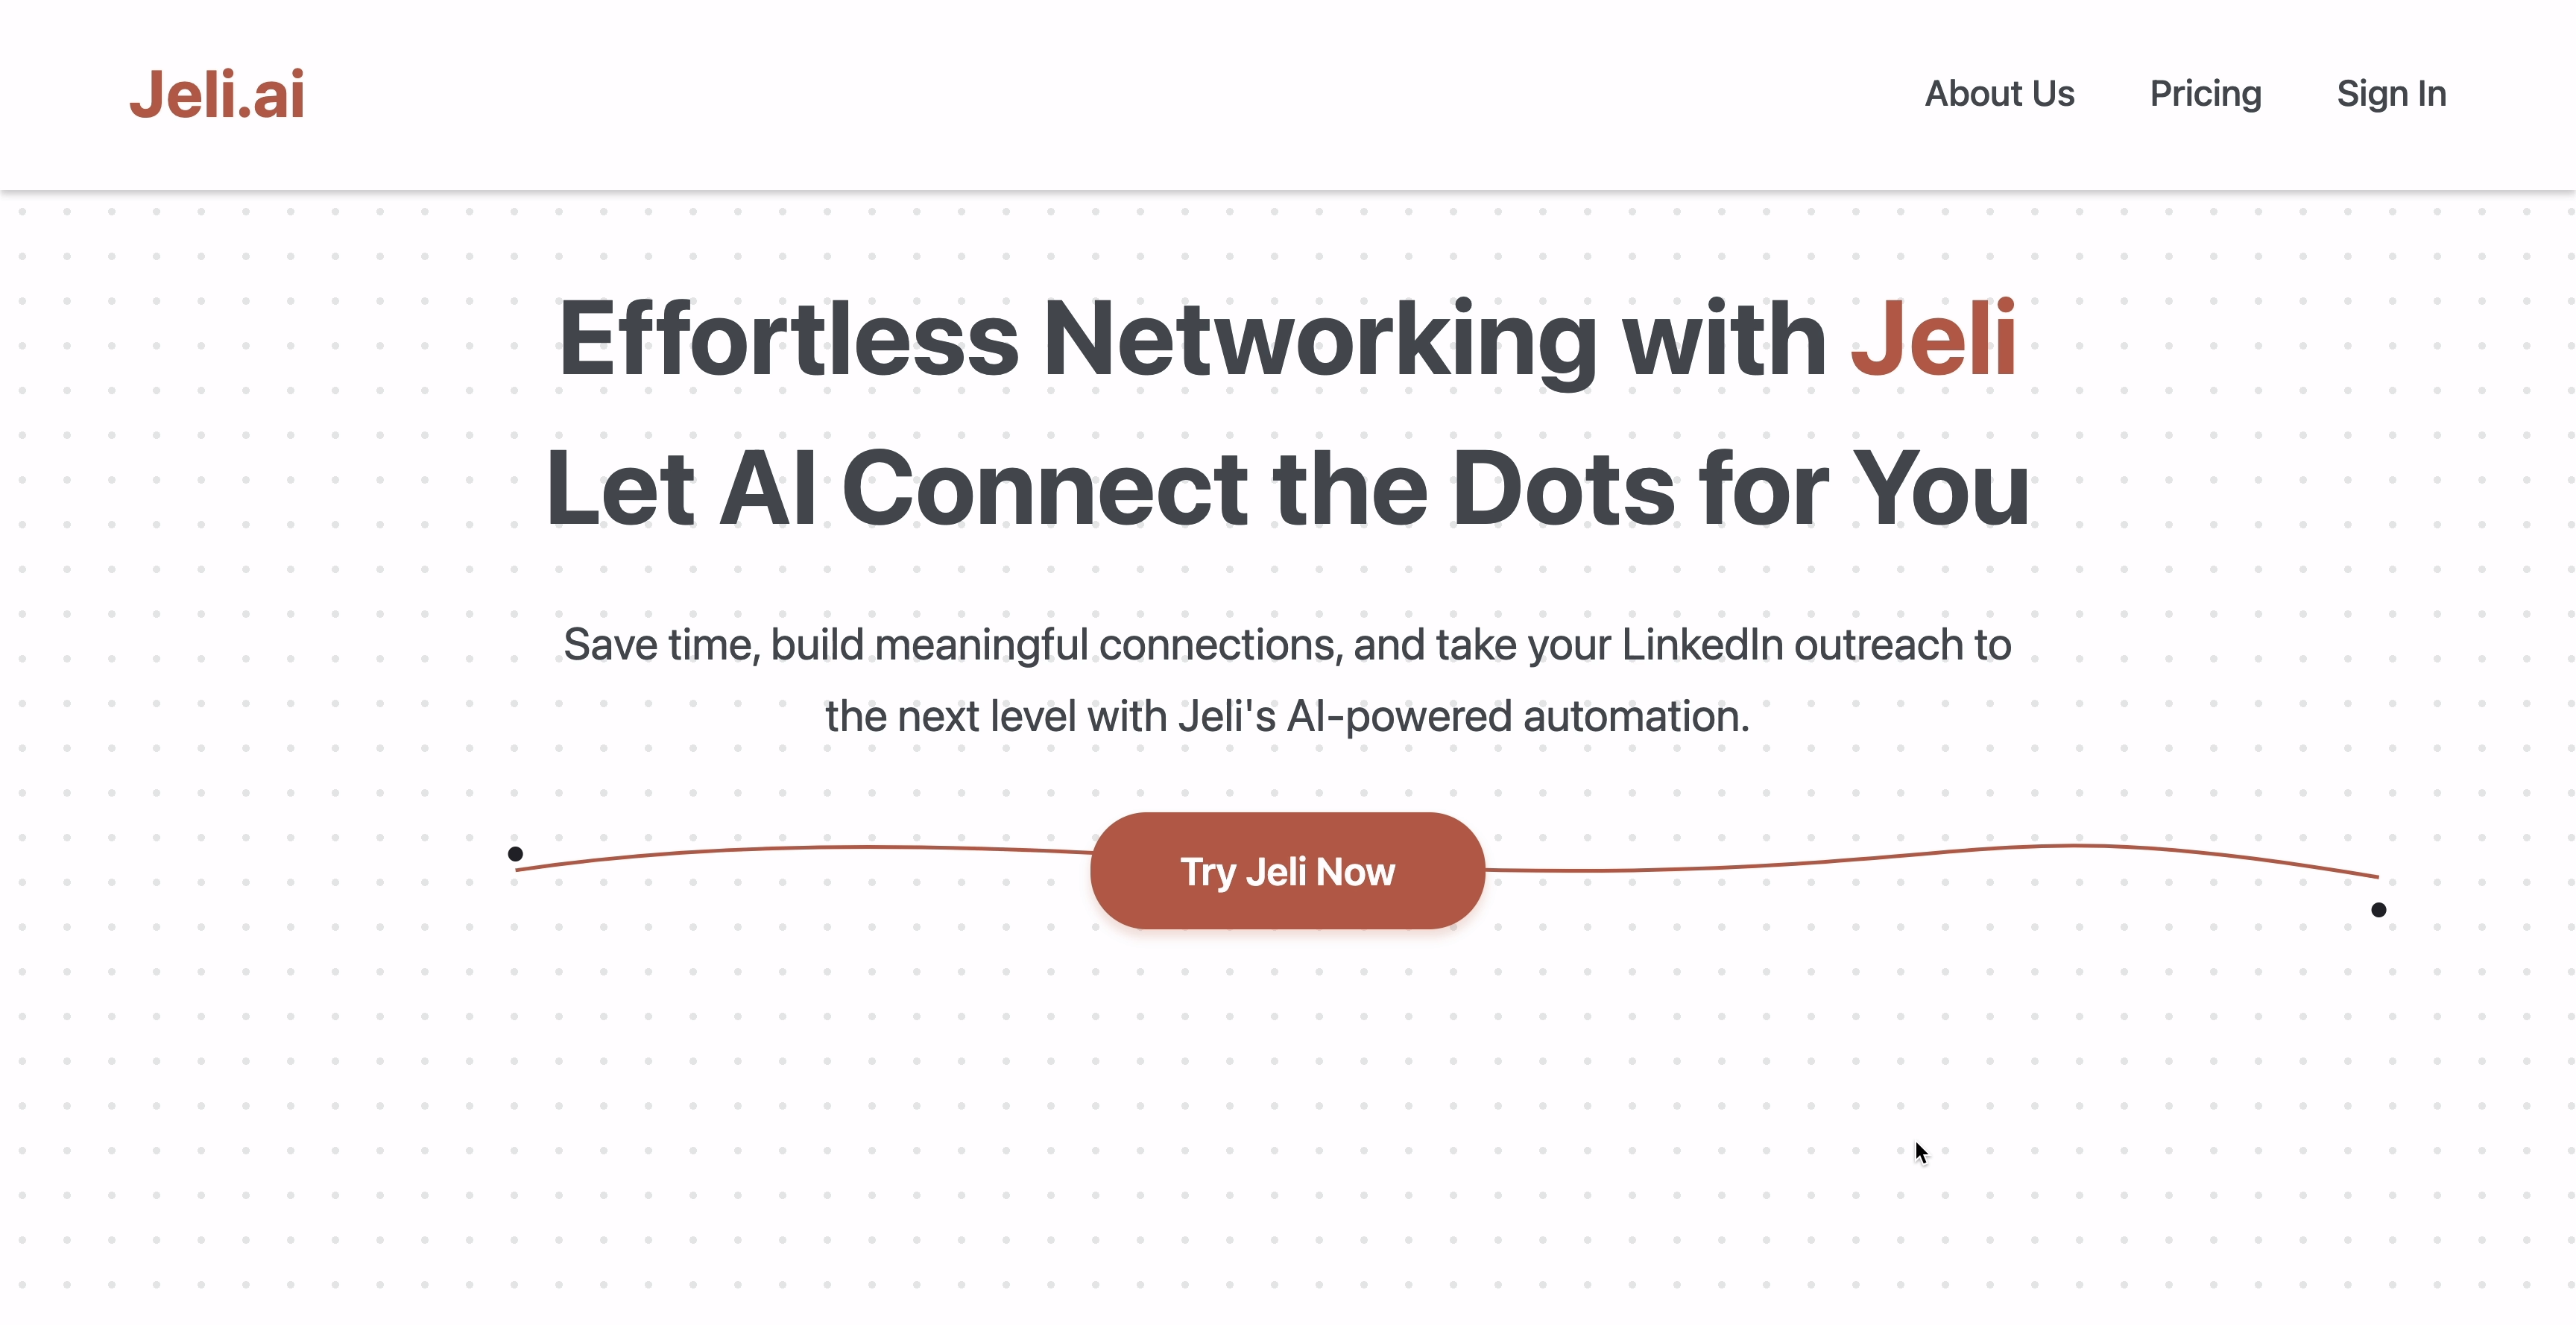 Jeli.ai
About Us
Pricing
Sign In
Effortless Networking with Jeli
Let AI Connect the Dots for You
Save time, build meaningful connections, and take your LinkedIn outreach to
the next level with Jeli's AI-powered automation.
Try Jeli Now